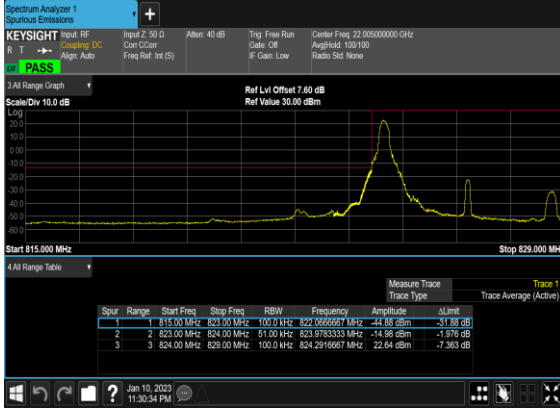 Spectrum Analyzer 1
Spurious Emissions
+
KEYSIGHT Input: RF Input Z: 50 Ω Atten: 40 dB Trig: Free Run Center Freq: 22.005000000 GHz
R T Coupling: DC Corr CCorr Gate: Off Avg|Hold: 100/100
Align: Auto Freq Ref: Int (S) IF Gain: Low Radio Std: None
PASS
3.All Range Graph
Ref Lvl Offset 7.60 dB
Scale/Div 10.0 dB Ref Value 30.00 dBm
Log
20.0
10.0
0.00
-10.0
-20.0
-30.0
-40.0
-50.0
-60.0
Start 815.000 MHz Stop 829.000 MH
4.All Range Table
Measure Trace Trace 1
Trace Type Trace Average (Active)
Spur Range Start Freq Stop Freq RBW Frequency Amplitude ΔLimit
1 1 815.00 MHz 823.00 MHz 100.0 kHz 822.0666667 MHz -44.88 dBm -31.88 dB
2 2 823.00 MHz 824.00 MHz 51.00 kHz 823.9783333 MHz -14.98 dBm -1.976 dB
3 3 824.00 MHz 829.00 MHz 100.0 kHz 824.2916667 MHz 22.64 dBm -7.363 dB
? Jan 10, 2023
11:30:34 PM